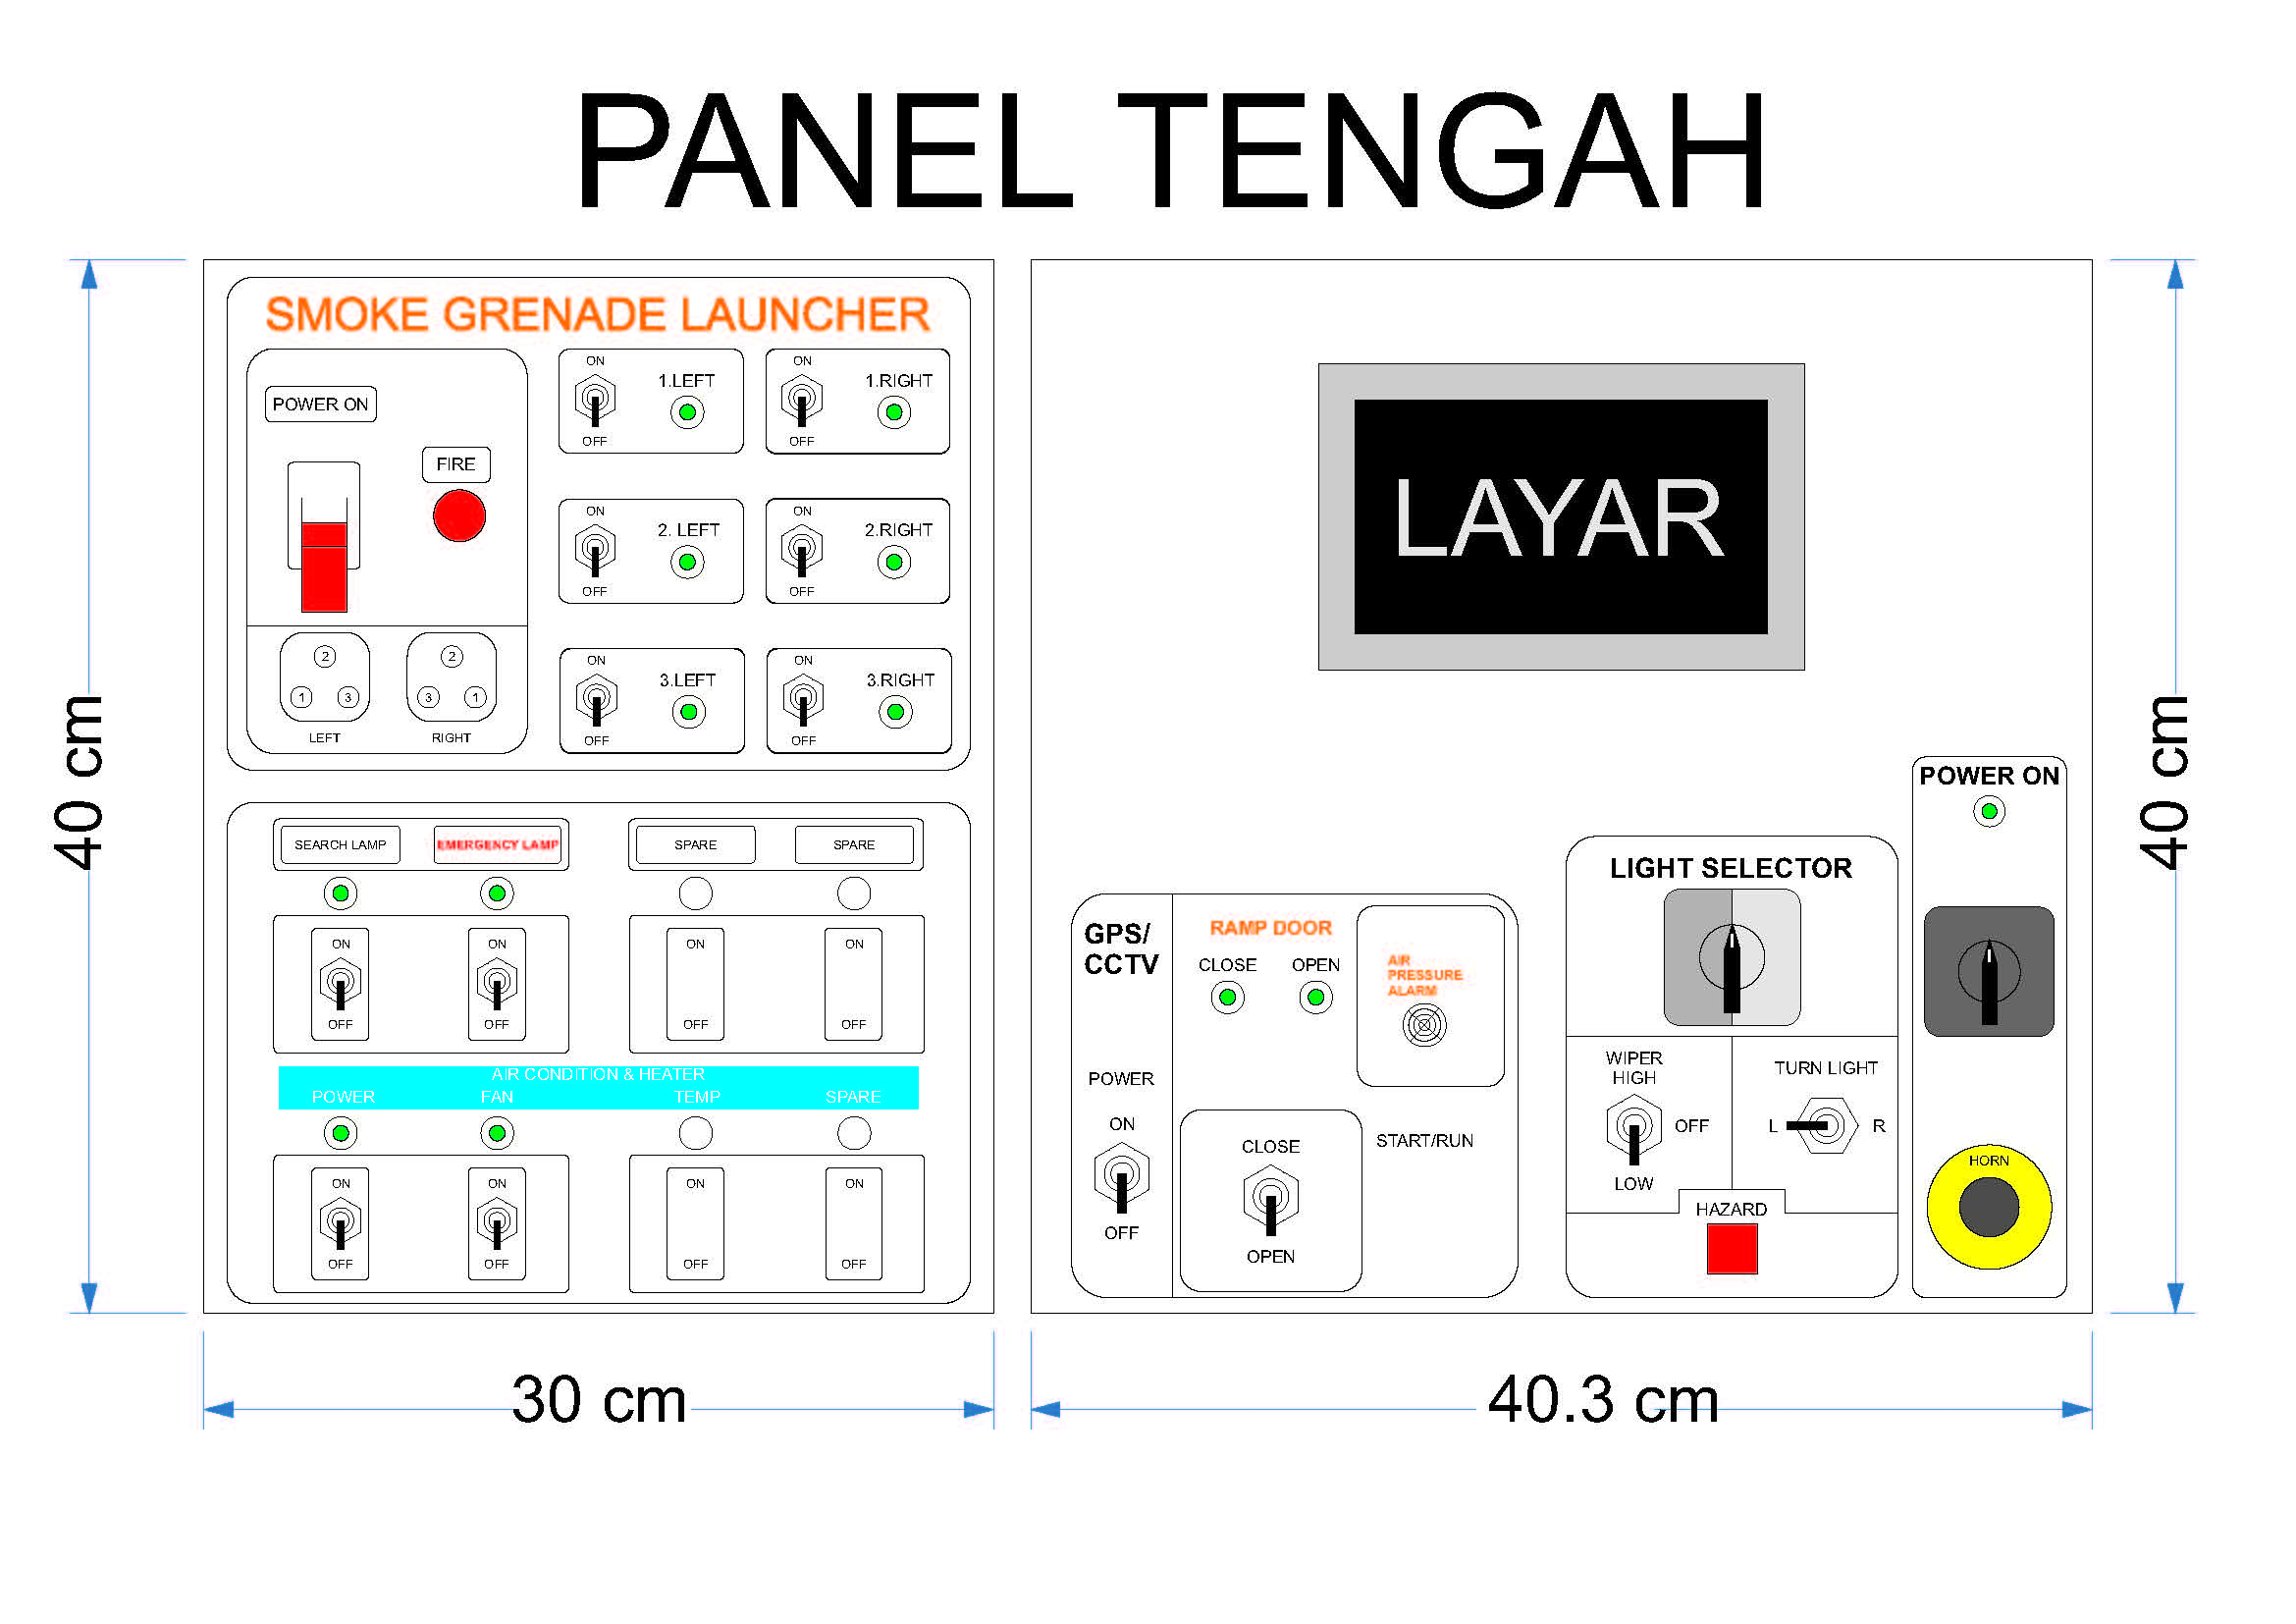 PANEL TENGAH
SMOKE GRENADE LAUNCHER
POWER ON
FIRE
2
1
3
LEFT
2
3
1
RIGHT
ON
1.LEFT
OFF
ON
1.RIGHT
OFF
ON
2. LEFT
OFF
ON
2.RIGHT
OFF
ON
3.LEFT
OFF
ON
3.RIGHT
OFF
40 cm
SEARCH LAMP
EMERGENCY LAMP
SPARE
SPARE
ON
OFF
ON
OFF
ON
OFF
ON
OFF
AIR CONDITION & HEATER
POWER
FAN
TEMP
SPARE
ON
OFF
ON
OFF
ON
OFF
ON
OFF
30 cm
LAYAR
GPS/
CCTV
POWER
ON
OFF
RAMP DOOR
CLOSE
OPEN
AIR
PRESSURE
ALARM
CLOSE
OPEN
START/RUN
LIGHT SELECTOR
WIPER
HIGH
OFF
LOW
TURN LIGHT
L
R
HAZARD
POWER ON
HORN
40 cm
40.3 cm